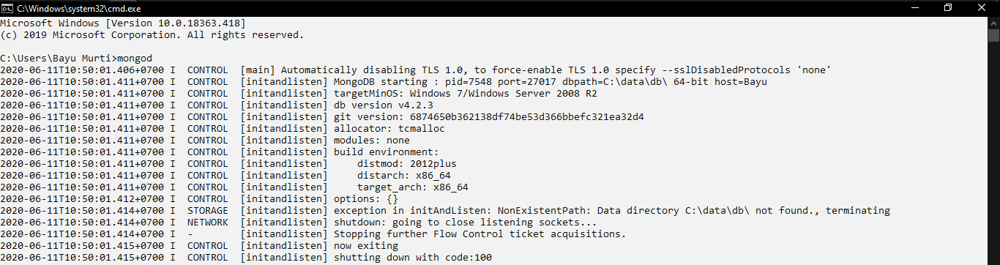 C:\Windows\system32\cmd.exe
Microsoft Windows [Version 10.0.18363.418]
(c) 2019 Microsoft Corporation. All rights reserved.
C:\Users\Bayu Murti>mongod
2020-06-11T10:50:01.406+0700 I  CONTROL  [main] Automatically disabling TLS 1.0, to force-enable TLS 1.0 specify --sslDisabledProtocols 'none'
2020-06-11T10:50:01.411+0700 I  CONTROL  [initandlisten] MongoDB starting : pid=7548 port=27017 dbpath=C:\data\db\ 64-bit host=Bayu
2020-06-11T10:50:01.411+0700 I  CONTROL  [initandlisten] targetMinOS: Windows 7/Windows Server 2008 R2
2020-06-11T10:50:01.411+0700 I  CONTROL  [initandlisten] db version v4.2.3
2020-06-11T10:50:01.411+0700 I  CONTROL  [initandlisten] git version: 6874650b362138df74be53d366bbefc321ea32d4
2020-06-11T10:50:01.411+0700 I  CONTROL  [initandlisten] allocator: tcmalloc
2020-06-11T10:50:01.411+0700 I  CONTROL  [initandlisten] modules: none
2020-06-11T10:50:01.411+0700 I  CONTROL  [initandlisten] build environment:
2020-06-11T10:50:01.411+0700 I  CONTROL  [initandlisten]     distmod: 2012plus
2020-06-11T10:50:01.411+0700 I  CONTROL  [initandlisten]     distarch: x86_64
2020-06-11T10:50:01.411+0700 I  CONTROL  [initandlisten]     target_arch: x86_64
2020-06-11T10:50:01.412+0700 I  CONTROL  [initandlisten] options: {}
2020-06-11T10:50:01.414+0700 I  STORAGE  [initandlisten] exception in initAndListen: NonExistentPath: Data directory C:\data\db\ not found., terminating
2020-06-11T10:50:01.414+0700 I  NETWORK  [initandlisten] shutdown: going to close listening sockets...
2020-06-11T10:50:01.414+0700 I  -        [initandlisten] Stopping further Flow Control ticket acquisitions.
2020-06-11T10:50:01.415+0700 I  CONTROL  [initandlisten] now exiting
2020-06-11T10:50:01.415+0700 I  CONTROL  [initandlisten] shutting down with code:100